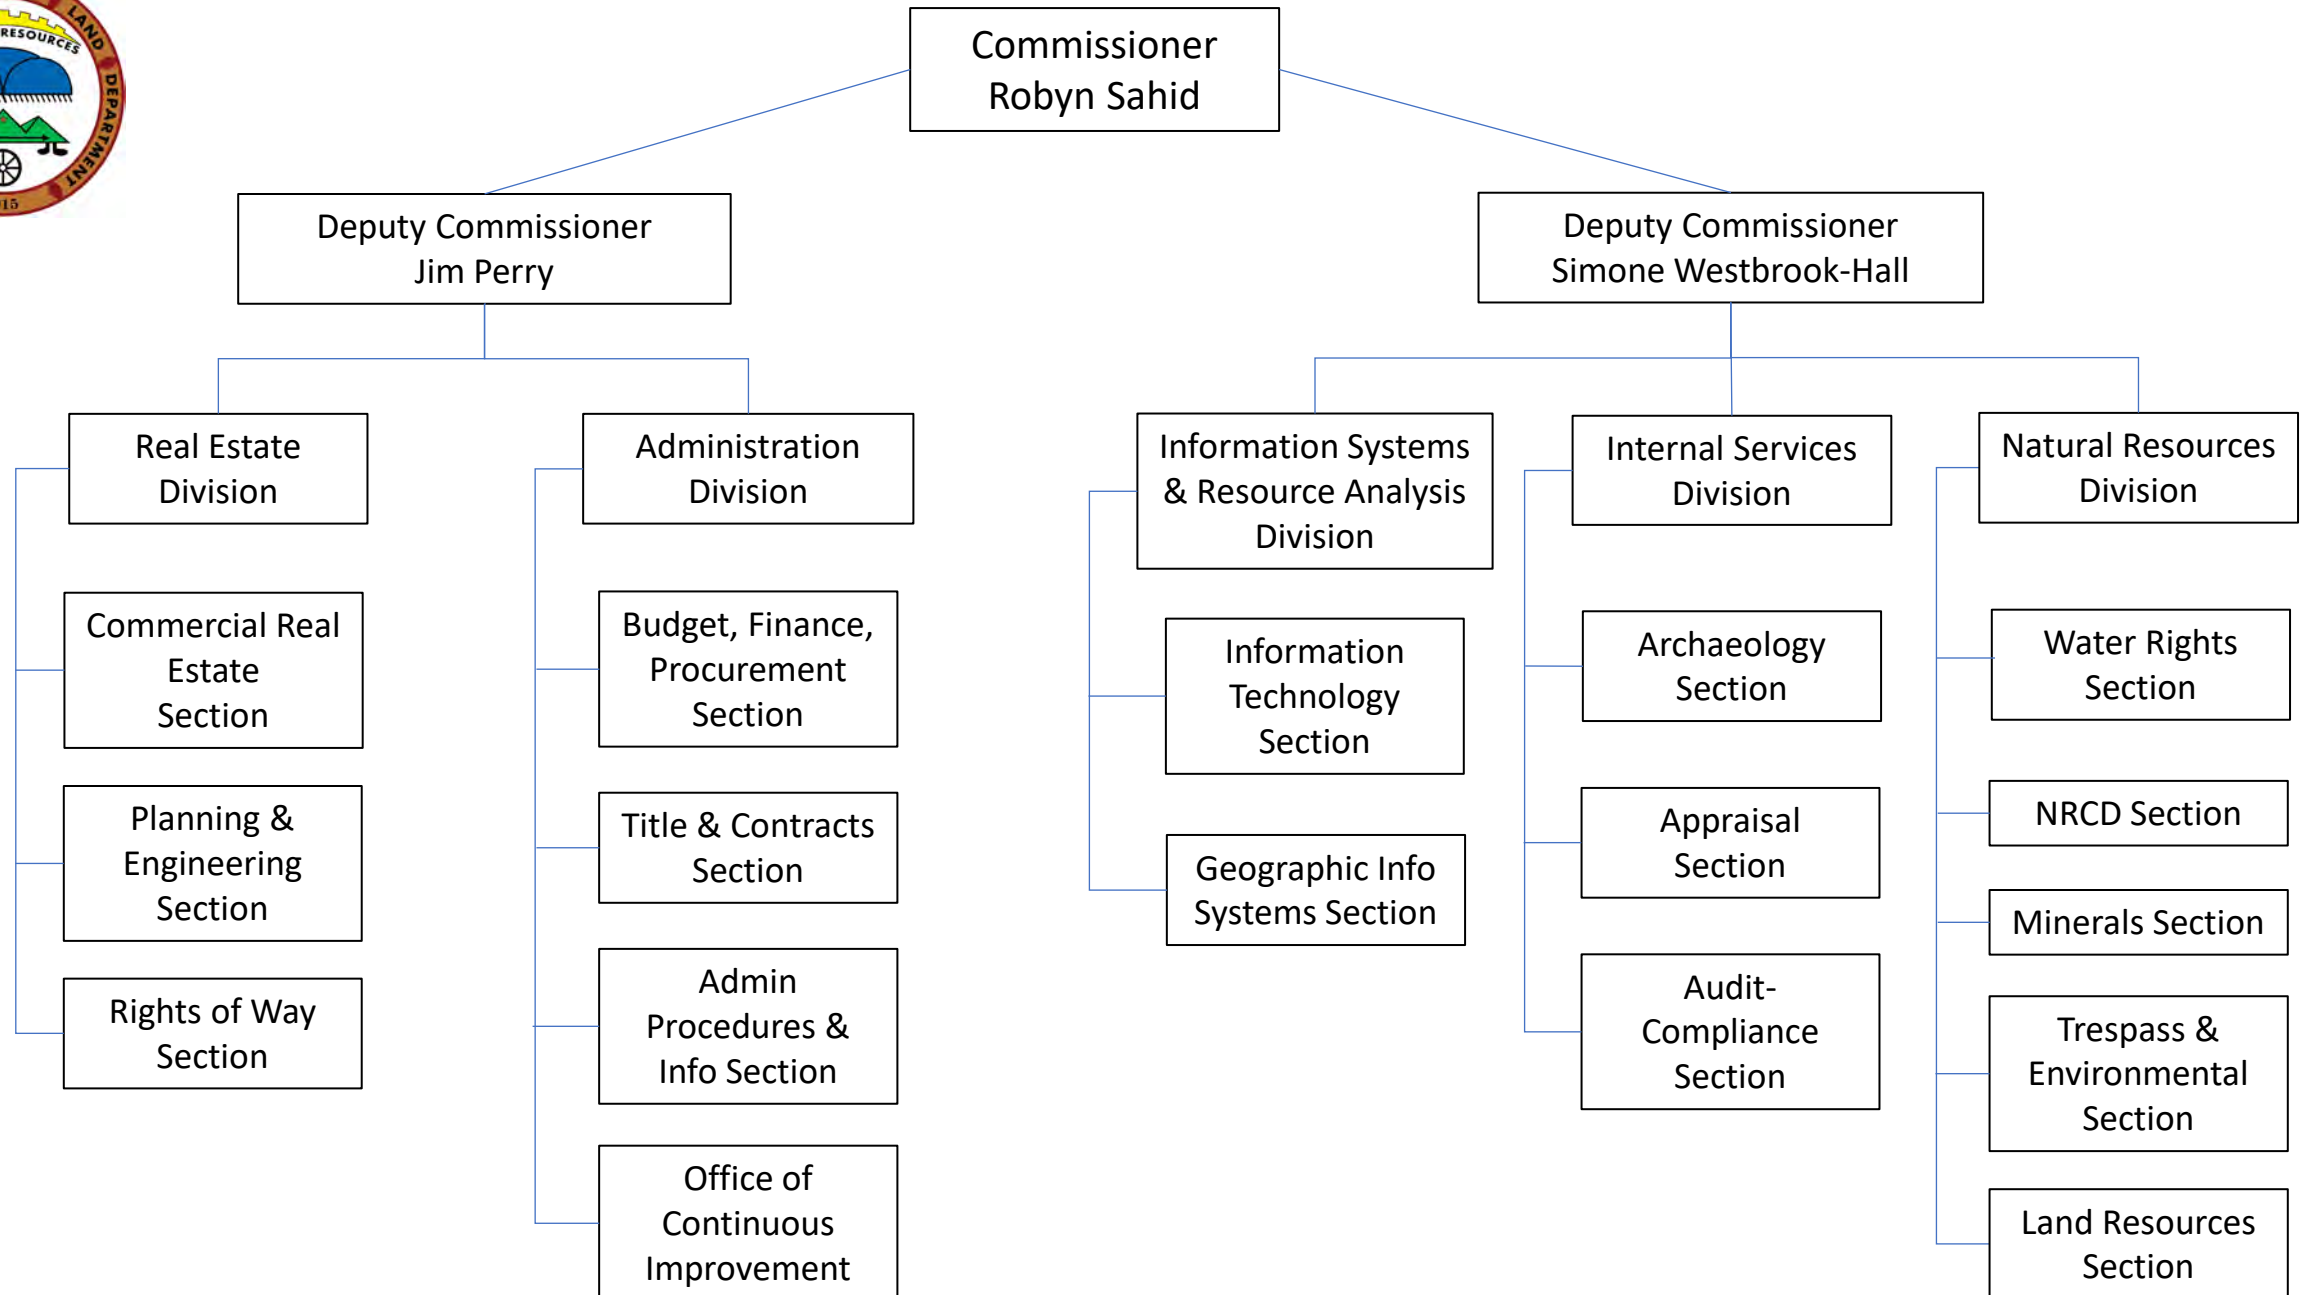 LAND DEPARTMENT
RESOURCES
Commissioner
Robyn Sahid
Deputy Commissioner
Jim Perry
Deputy Commissioner
Simone Westbrook-Hall
Real Estate
Division
Commercial Real
Estate
Section
Planning &
Engineering
Section
Rights of Way
Section
Administration
Division
Budget, Finance,
Procurement
Section
Title & Contracts
Section
Admin
Procedures &
Info Section
Office of
Continuous
Improvement
Information Systems
& Resource Analysis
Division
Information
Technology
Section
Geographic Info
Systems Section
Internal Services
Division
Archaeology
Section
Appraisal
Section
Audit-
Compliance
Section
Natural Resources
Division
Water Rights
Section
NRCD Section
Minerals Section
Trespass &
Environmental
Section
Land Resources
Section